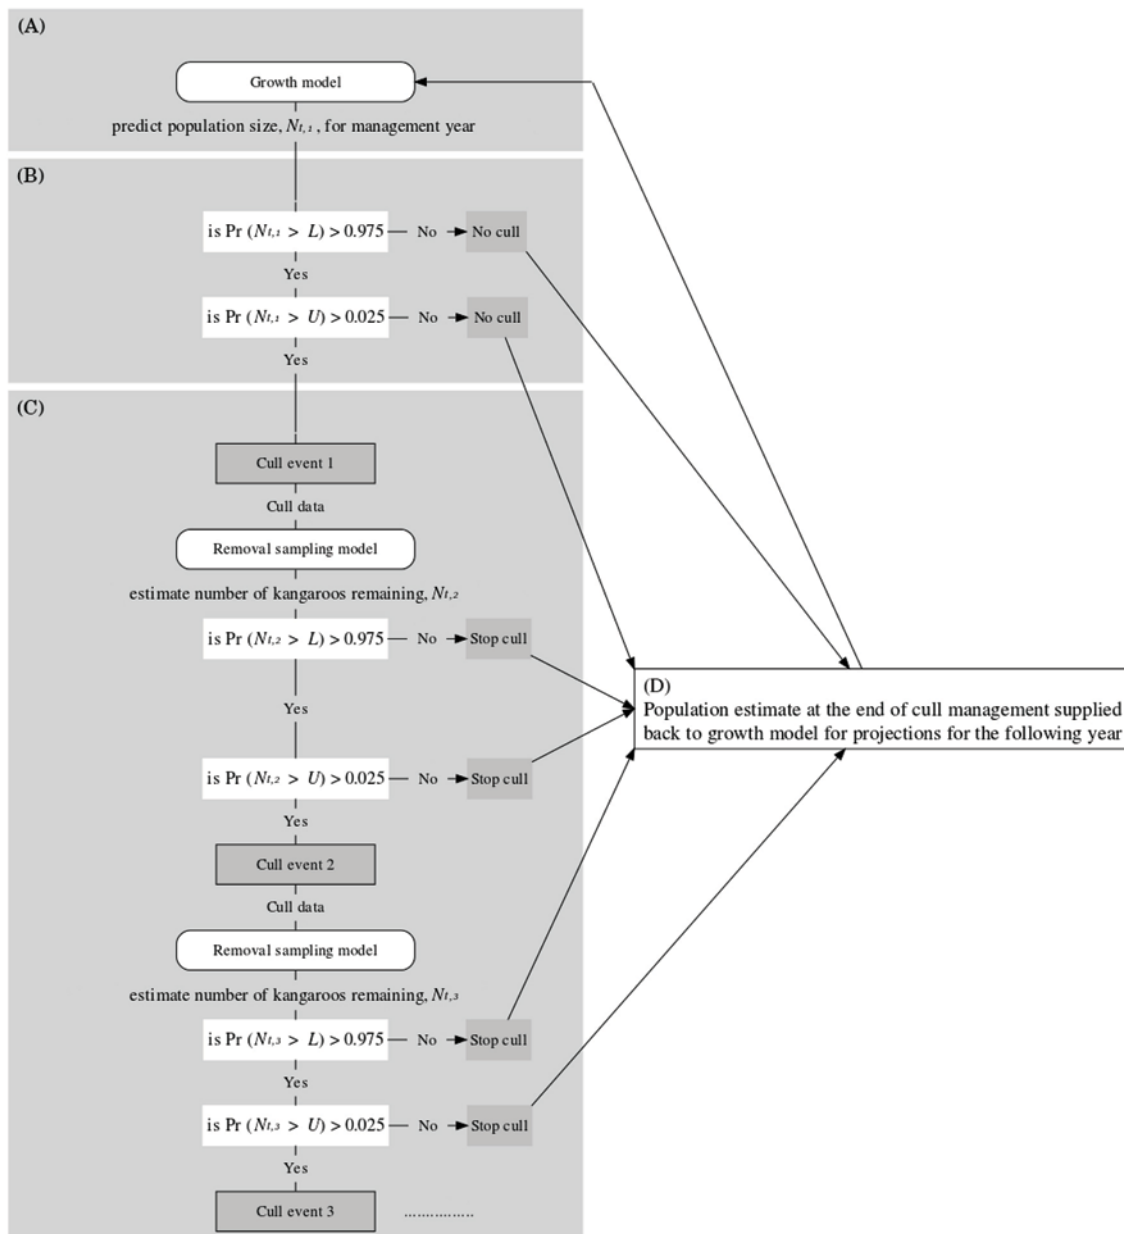 (A)
Growth model
predict population size, Nt,1 , for management year
(B)
is Pr (Nt,1 > L) > 0.975 No No cull
Yes
is Pr (Nt,1 > U) > 0.025 No No cull
Yes
(C)
Cull event 1
Cull data
Removal sampling model
estimate number of kangaroos remaining, Nt,2
is Pr (Nt,2 > L) > 0.975 No Stop cull
Yes
is Pr (Nt,2 > U) > 0.025 No Stop cull
Yes
Cull event 2
Cull data
Removal sampling model
estimate number of kangaroos remaining, Nt,3
is Pr (Nt,3 > L) > 0.975 No Stop cull
Yes
is Pr (Nt,3 > U) > 0.025 No Stop cull
Yes
Cull event 3 ................
(D)
Population estimate at the end of cull management supplied
back to growth model for projections for the following year